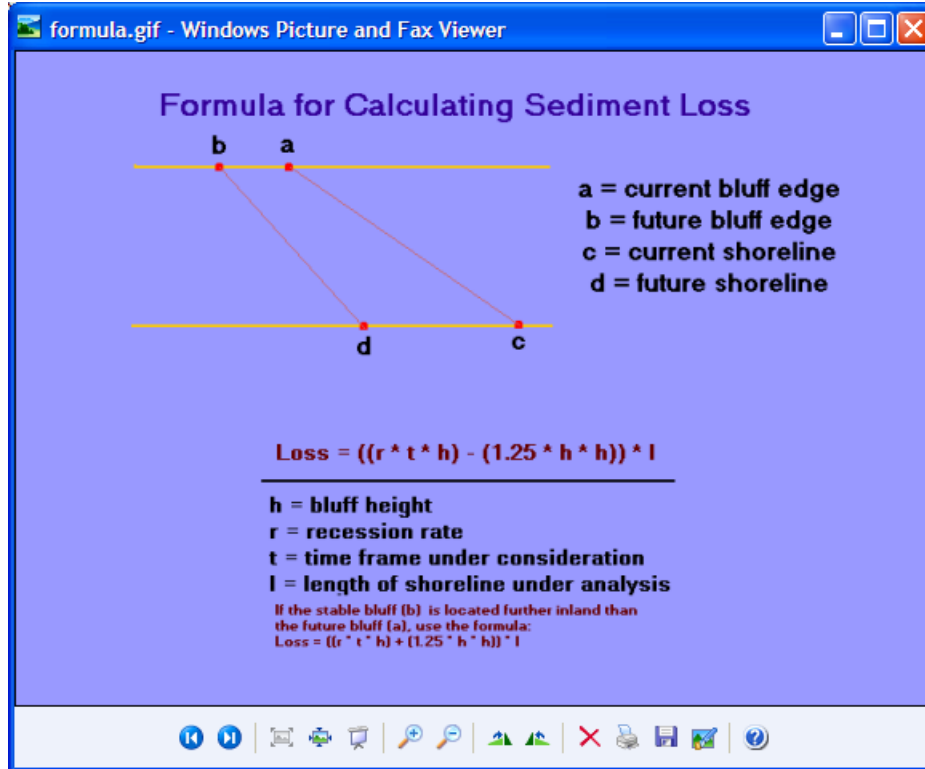 formula.gif - Windows Picture and Fax Viewer
Formula for Calculating Sediment Loss
b a
a = current bluff edge
b = future bluff edge
c = current shoreline
d = future shoreline
d c
Loss = ((r * t * h) - (1.25 * h * h)) * l
h = bluff height
r = recession rate
t = time frame under consideration
l = length of shoreline under analysis
If the stable bluff (b) is located further inland than
the future bluff (a), use the formula:
Loss = ((r * t * h) + (1.25 * h * h)) * l